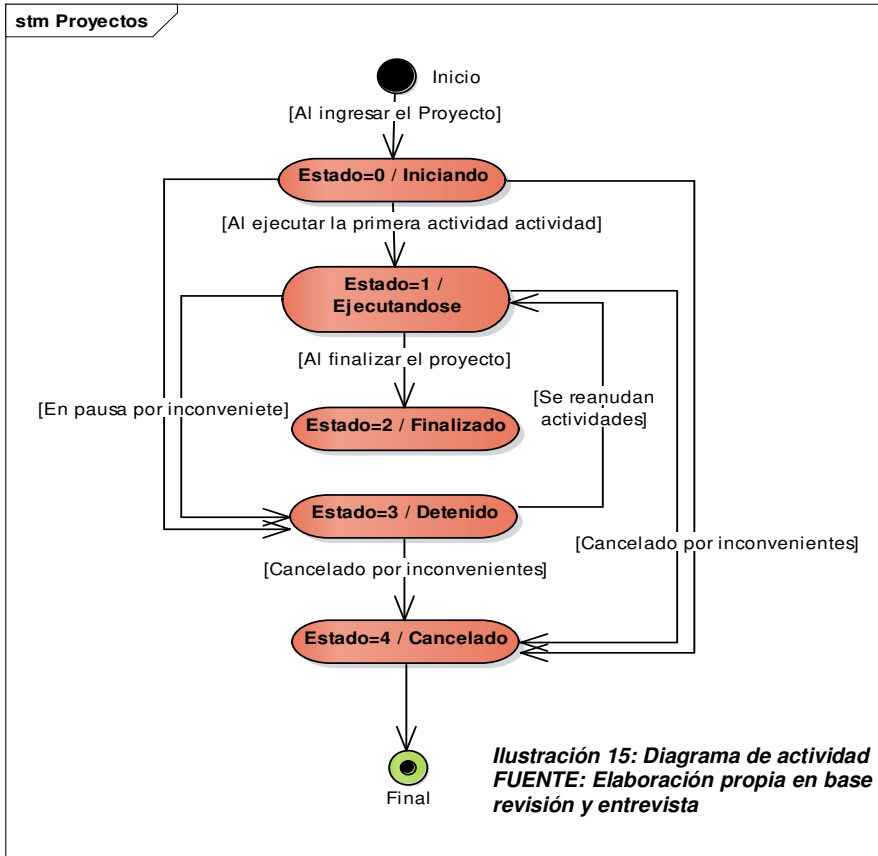 stm Proyectos
Inicio
[Al ingresar el Proyecto]
Estado=0 / Iniciando
[Al ejecutar la primera actividad actividad]
Estado=1 /
Ejecutandose
[Al finalizar el proyecto]
[Se reanudan
actividades]
[En pausa por inconveniete]
Estado=2 / Finalizado
Estado=3 / Detenido
[Cancelado por inconvenientes]
[Cancelado por inconvenientes]
Estado=4 / Cancelado
Final
Ilustración 15: Diagrama de actividad
FUENTE: Elaboración propia en base
revisión y entrevista